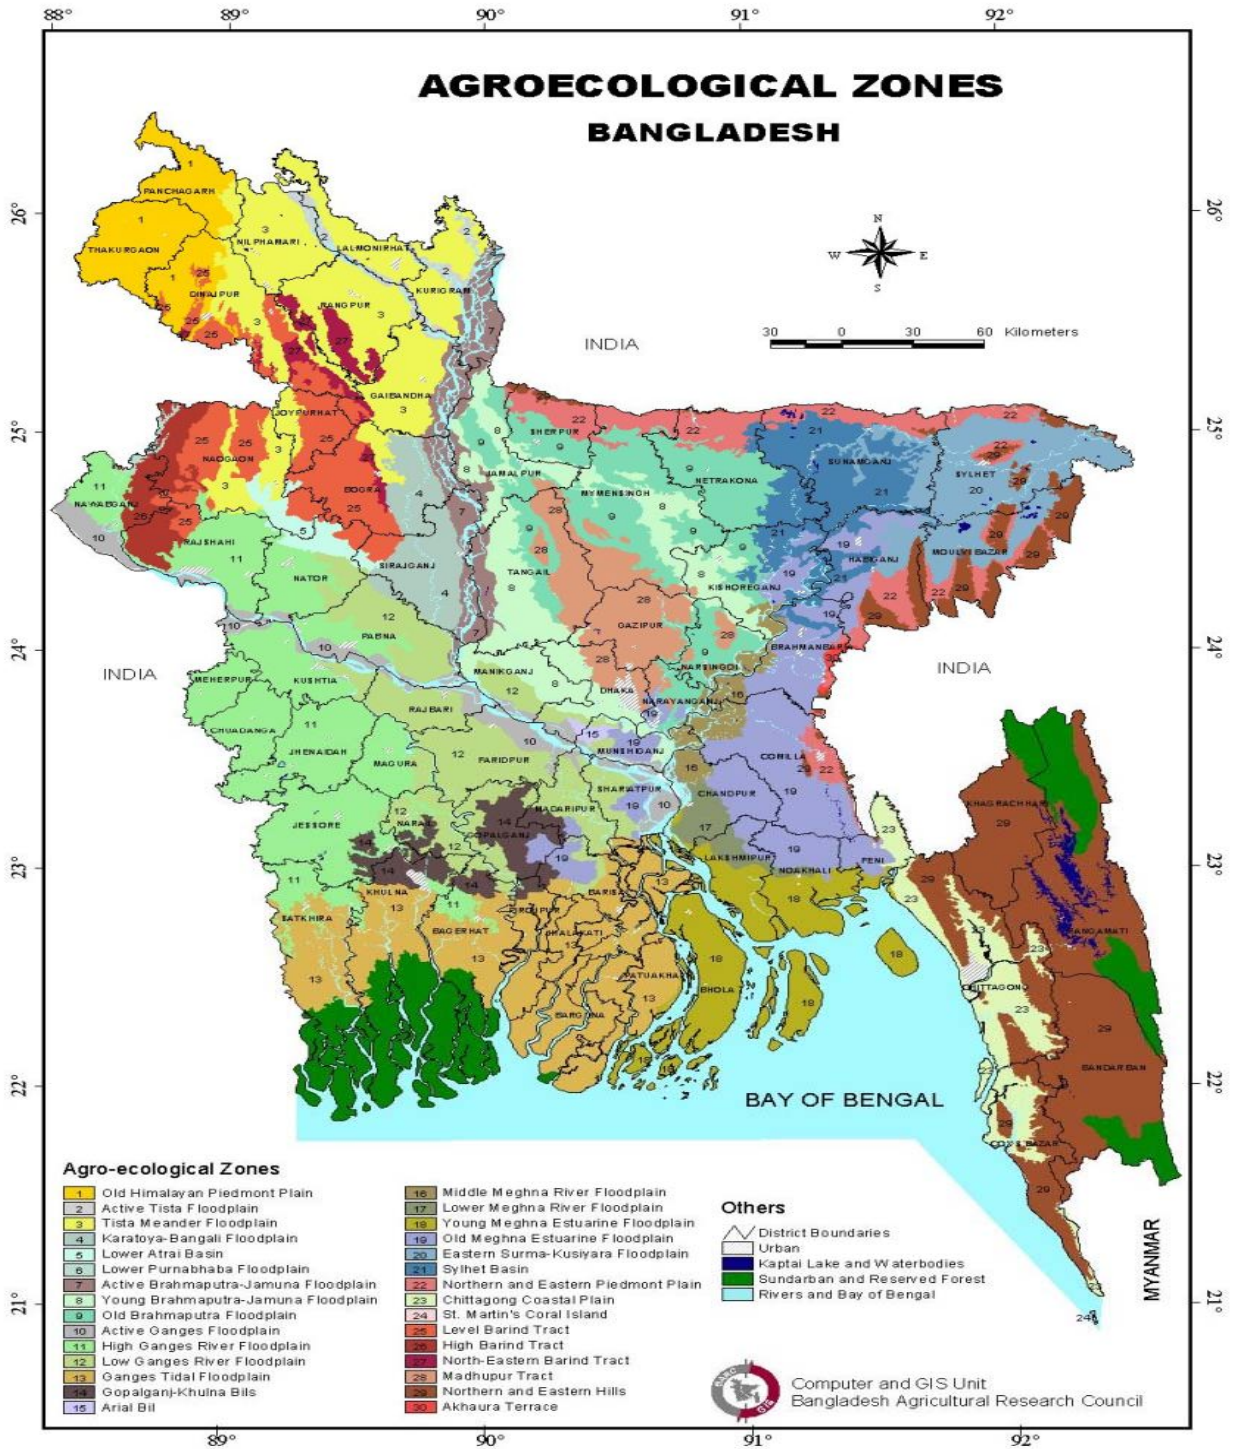 88° 89° 90° 91° 92°
AGROECOLOGICAL ZONES
BANGLADESH
26° 26°
N
W E
S
30 0 30 60 Kilometers
INDIA
PANCHAGARH
THAKURGAON
NILPHAMARI
LALMONIRHAT
DINAJPUR
RANGPUR
KURIGRAM
GAIBANDHA
JOYPURHAT
25° 25°
SHERPUR
NAOGAON
BOGRA
JAMALPUR
MYMENSINGH
NETRAKONA
SUNAMGANJ
SYLHET
NAWABGANJ
RAJSHAHI
NATOR
SIRAJGANJ
TANGAIL
KISHOREGANJ
HABIGANJ
MOULVI BAZAR
PABNA
GAZIPUR
24° 24°
INDIA
INDIA
MEHERPUR
KUSHTIA
MANIKGANJ
DHAKA
NARSINGDI
BRAHMANBARIA
NARAYANGANJ
CHUADANGA
RAJBARI
JHENAIDAH
MAGURA
FARIDPUR
MUNSHIGANJ
COMILLA
SHARIATPUR
CHANDPUR
JESSORE
NARAIL
GOPALGANJ
MADARIPUR
KHAGRACHHARI
23° 23°
LAKSHMIPUR
NOAKHALI
FENI
KHULNA
BARISAL
SATKHIRA
BAGERHAT
PIROJPUR
JHALAKATI
PATUAKHALI
BARGUNA
BHOLA
RANGAMATI
CHITTAGONG
BANDARBAN
22° 22°
COX'S BAZAR
BAY OF BENGAL
MYANMAR
21° 21°
24
Agro-ecological Zones
1 Old Himalayan Piedmont Plain
2 Active Tista Floodplain
3 Tista Meander Floodplain
4 Karatoya-Bangali Floodplain
5 Lower Atrai Basin
6 Lower Purnabhaba Floodplain
7 Active Brahmaputra-Jamuna Floodplain
8 Young Brahmaputra-Jamuna Floodplain
9 Old Brahmaputra Floodplain
10 Active Ganges Floodplain
11 High Ganges River Floodplain
12 Low Ganges River Floodplain
13 Ganges Tidal Floodplain
14 Gopalganj-Khulna Bils
15 Arial Bil
16 Middle Meghna River Floodplain
17 Lower Meghna River Floodplain
18 Young Meghna Estuarine Floodplain
19 Old Meghna Estuarine Floodplain
20 Eastern Surma-Kusiyara Floodplain
21 Sylhet Basin
22 Northern and Eastern Piedmont Plain
23 Chittagong Coastal Plain
24 St. Martin's Coral Island
25 Level Barind Tract
26 High Barind Tract
27 North-Eastern Barind Tract
28 Madhupur Tract
29 Northern and Eastern Hills
30 Akhaura Terrace
Others
District Boundaries
Urban
Kaptai Lake and Waterbodies
Sundarban and Reserved Forest
Rivers and Bay of Bengal
BARC
GIS
Computer and GIS Unit
Bangladesh Agricultural Research Council
89° 90° 91° 92°